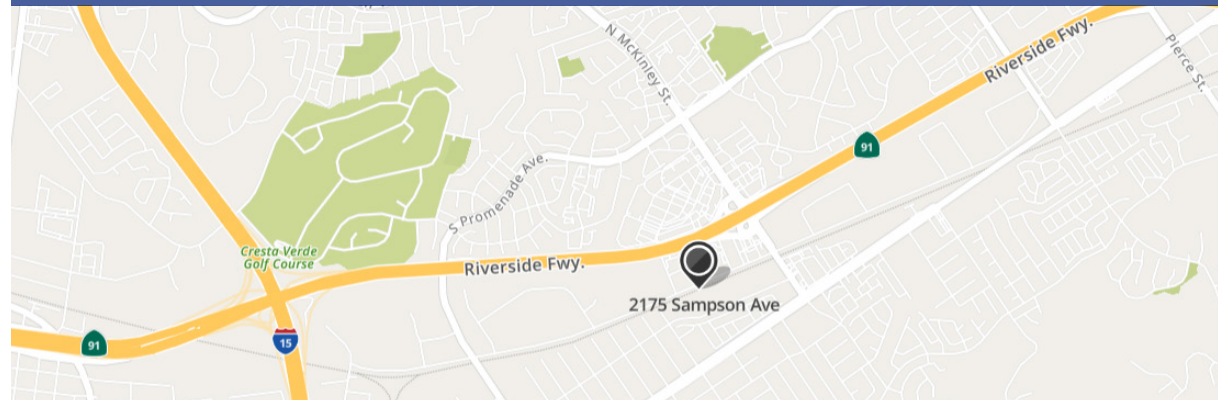 N McKinley St.
Riverside Fwy.
Pierce St.
91
S Promenade Ave.
Cresta Verde
Golf Course
Riverside Fwy.
2175 Sampson Ave
91
15